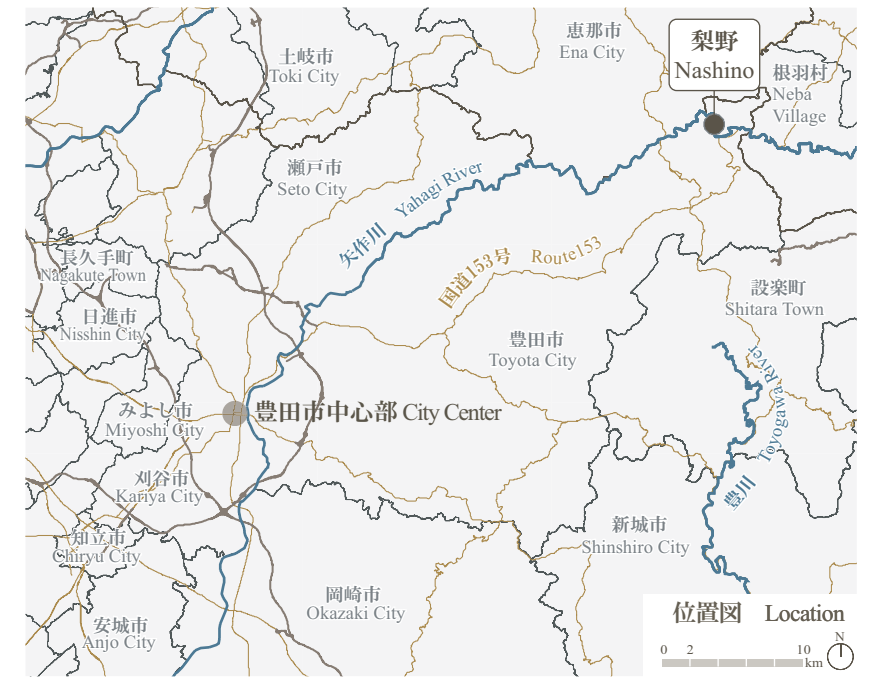 恵那市
Ena City
梨野
Nashino
土岐市
Toki City
根羽村
Neba
Village
瀬戸市
Seto City
矢作川 Yahagi River
国道153号 Route153
長久手町
Nagakute Town
日進市
Nisshin City
設楽町
Shitara Town
豊田市
Toyota City
みよし市
Miyoshi City
豊田市中心部 City Center
豊川 Toyogawa River
刈谷市
Kariya City
知立市
Chiryu City
新城市
Shinshiro City
岡崎市
Okazaki City
安城市
Anjo City
位置図 Location
0 2 10
km
N